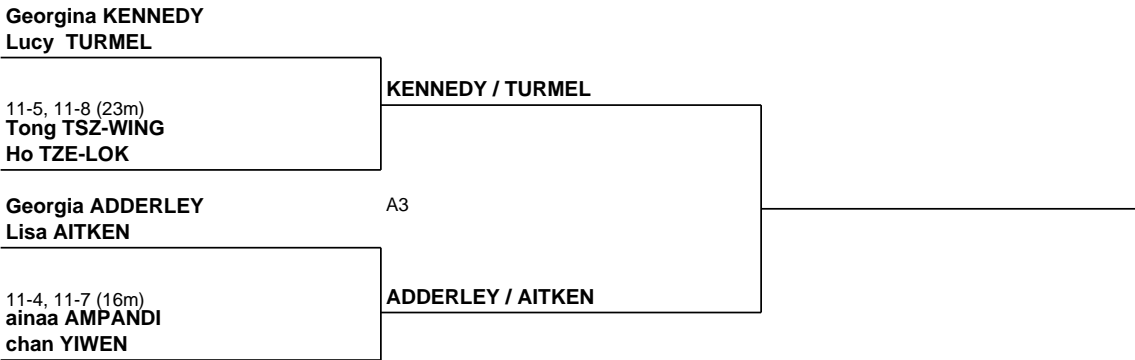 Georgina KENNEDY
Lucy  TURMEL
KENNEDY / TURMEL
11-5, 11-8 (23m)
Tong TSZ-WING
Ho TZE-LOK
Georgia ADDERLEY
A3
Lisa AITKEN
11-4, 11-7 (16m)
ADDERLEY / AITKEN
ainaa AMPANDI
chan YIWEN